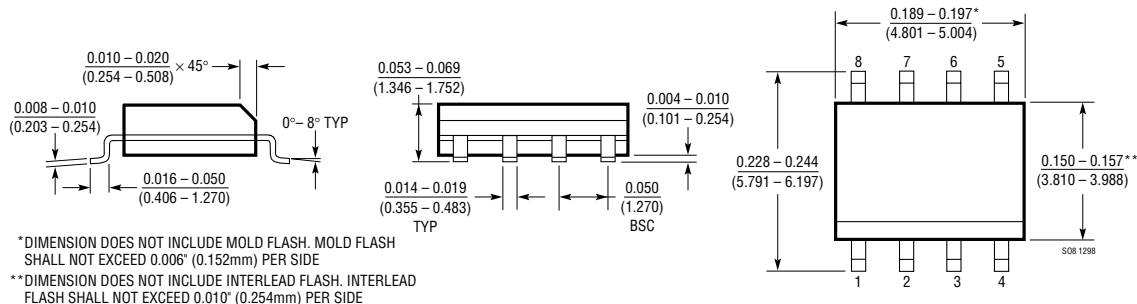 0.010 – 0.020
(0.254 – 0.508)
× 45°
0.008 – 0.010
(0.203 – 0.254)
0°– 8° TYP
0.016 – 0.050
(0.406 – 1.270)
0.053 – 0.069
(1.346 – 1.752)
0.004 – 0.010
(0.101 – 0.254)
0.014 – 0.019
(0.355 – 0.483)
TYP
0.050
(1.270)
BSC
0.189 – 0.197*
(4.801 – 5.004)
8 7 6 5
0.228 – 0.244
(5.791 – 6.197)
0.150 – 0.157**
(3.810 – 3.988)
1 2 3 4
SO8 1298
*DIMENSION DOES NOT INCLUDE MOLD FLASH. MOLD FLASH
SHALL NOT EXCEED 0.006" (0.152mm) PER SIDE
**DIMENSION DOES NOT INCLUDE INTERLEAD FLASH. INTERLEAD
FLASH SHALL NOT EXCEED 0.010" (0.254mm) PER SIDE